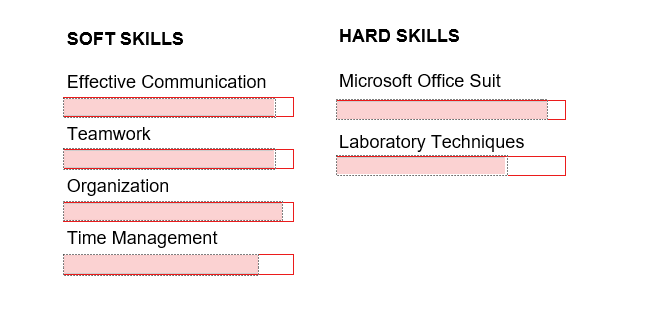 SOFT SKILLS
Effective Communication
Teamwork
Organization
Time Management
HARD SKILLS
Microsoft Office Suit
Laboratory Techniques